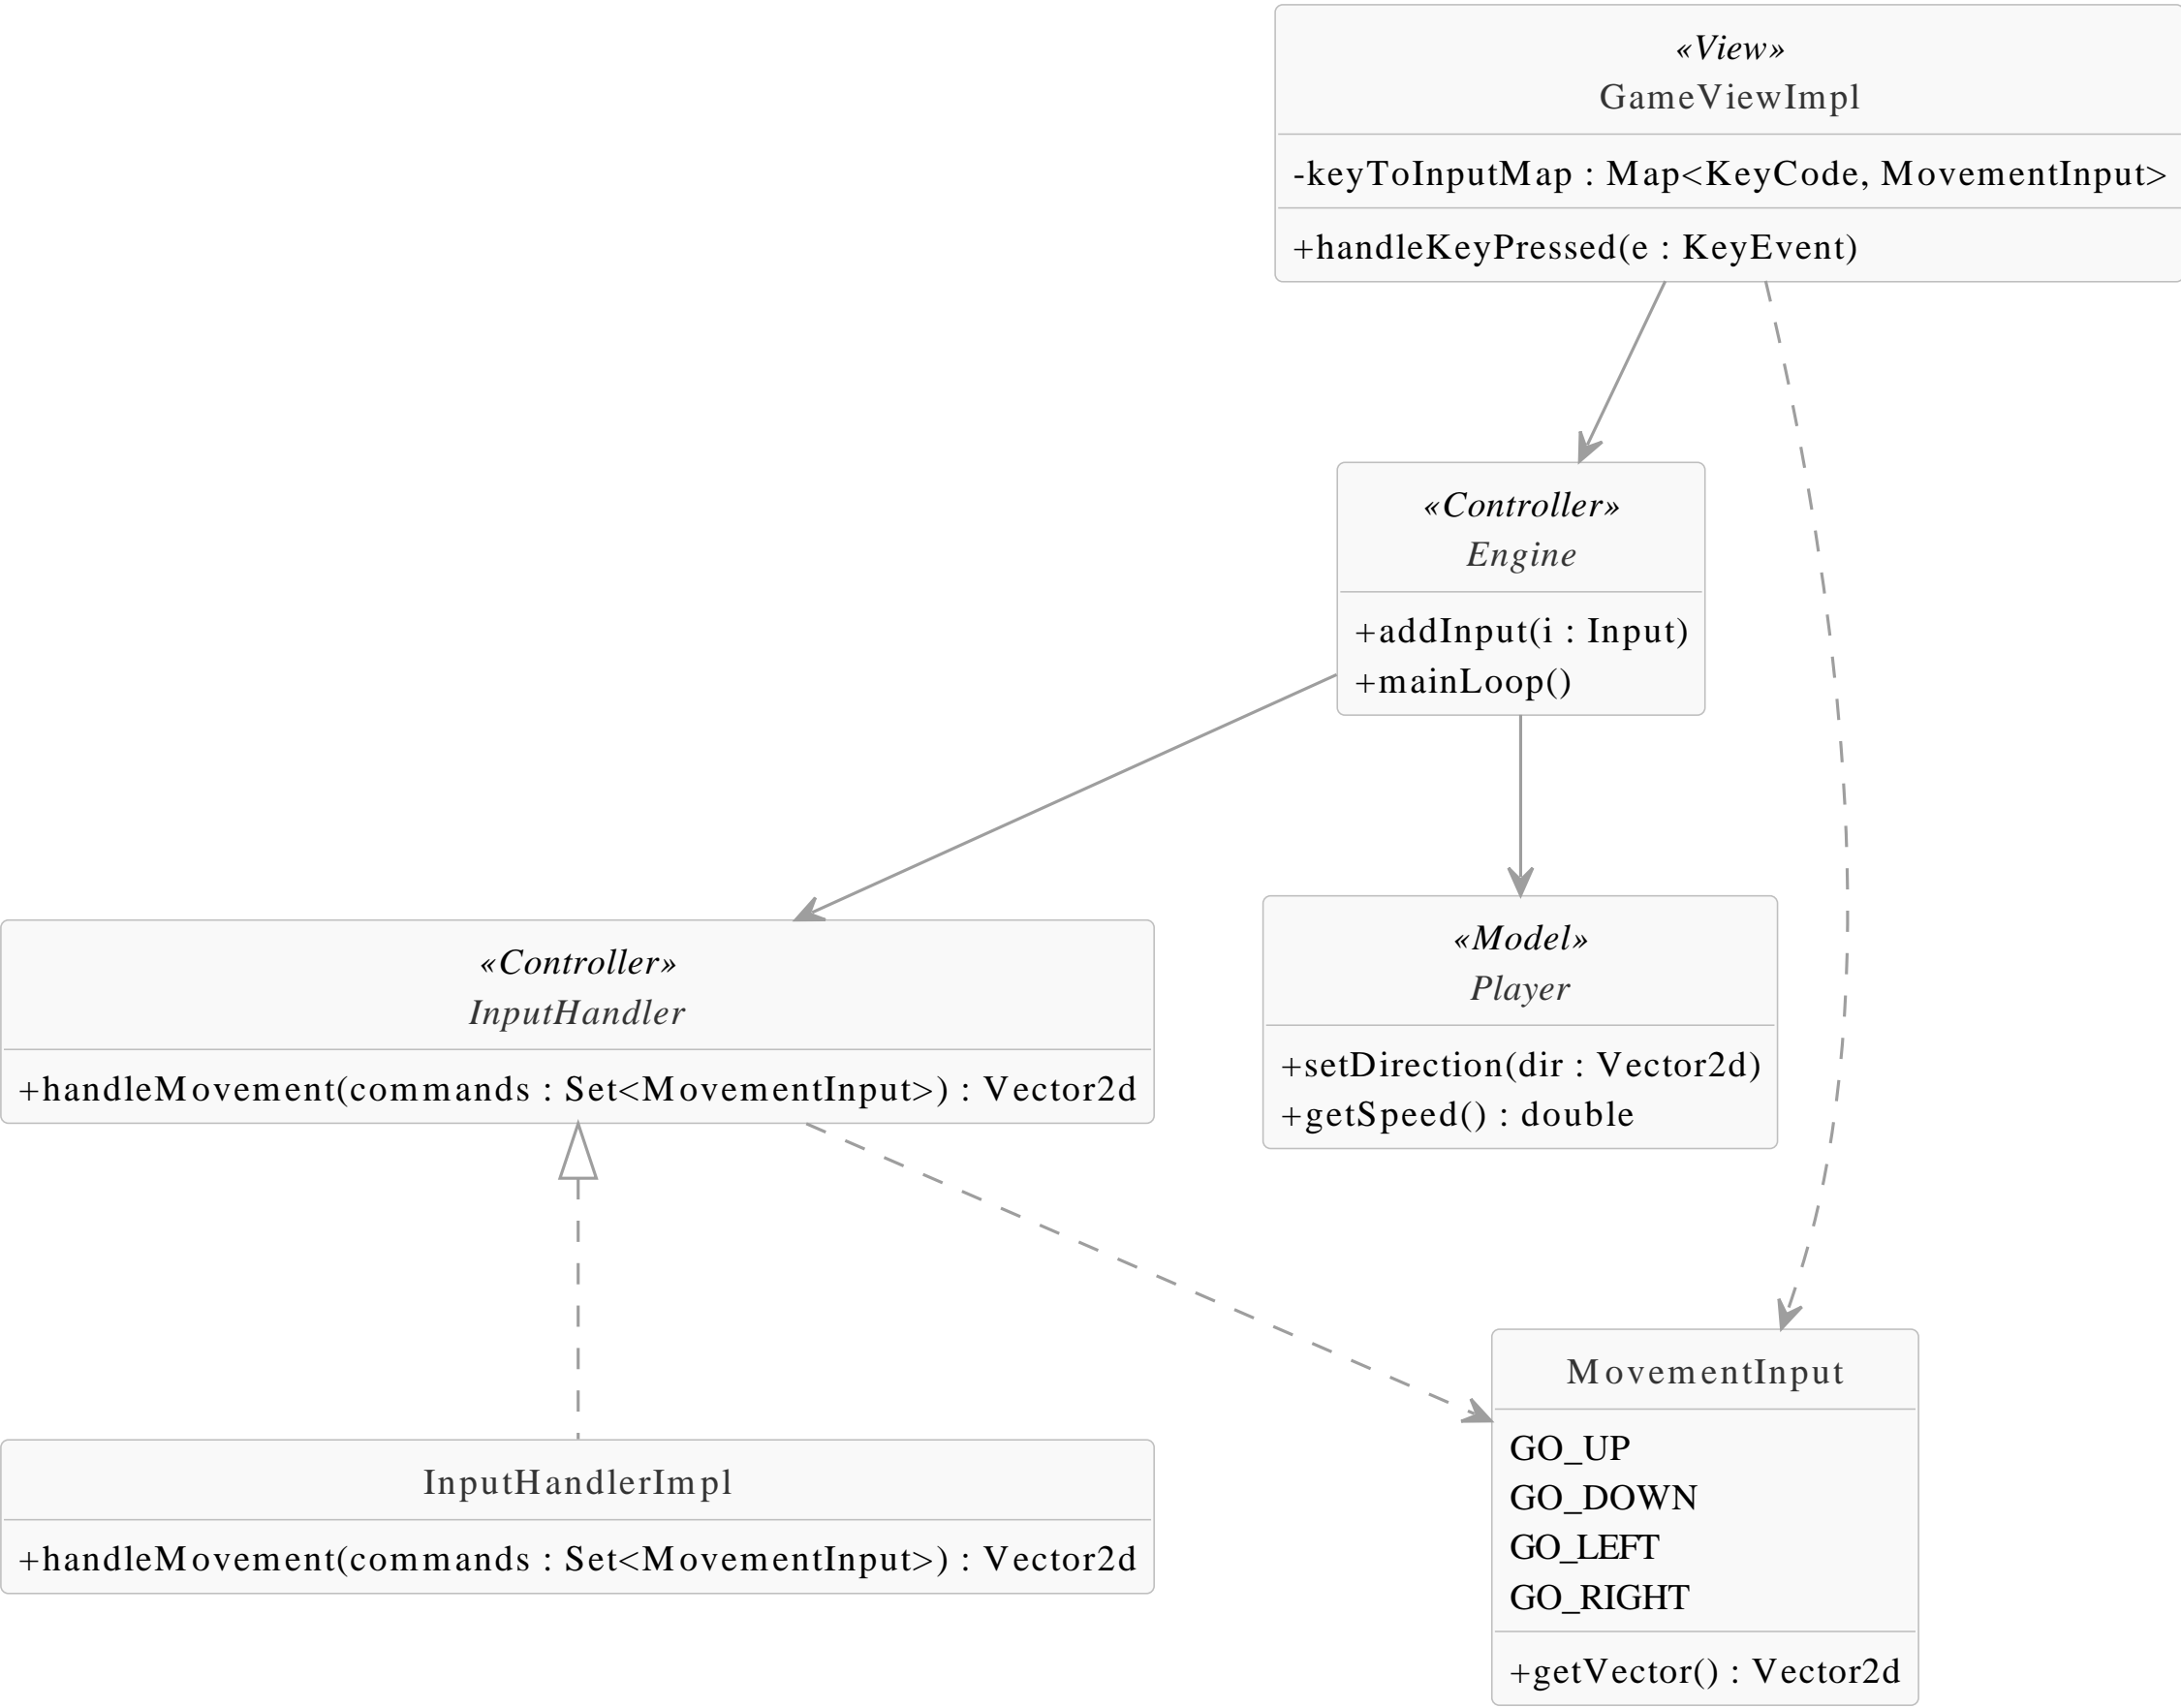 «View»
GameViewImpl
-keyToInputMap : Map<KeyCode, MovementInput>
+handleKeyPressed(e : KeyEvent)
«Controller»
Engine
+addInput(i : Input)
+mainLoop()
«Controller»
InputHandler
+handleMovement(commands : Set<MovementInput>) : Vector2d
«Model»
Player
+setDirection(dir : Vector2d)
+getSpeed() : double
InputHandlerImpl
+handleMovement(commands : Set<MovementInput>) : Vector2d
MovementInput
GO_UP
GO_DOWN
GO_LEFT
GO_RIGHT
+getVector() : Vector2d